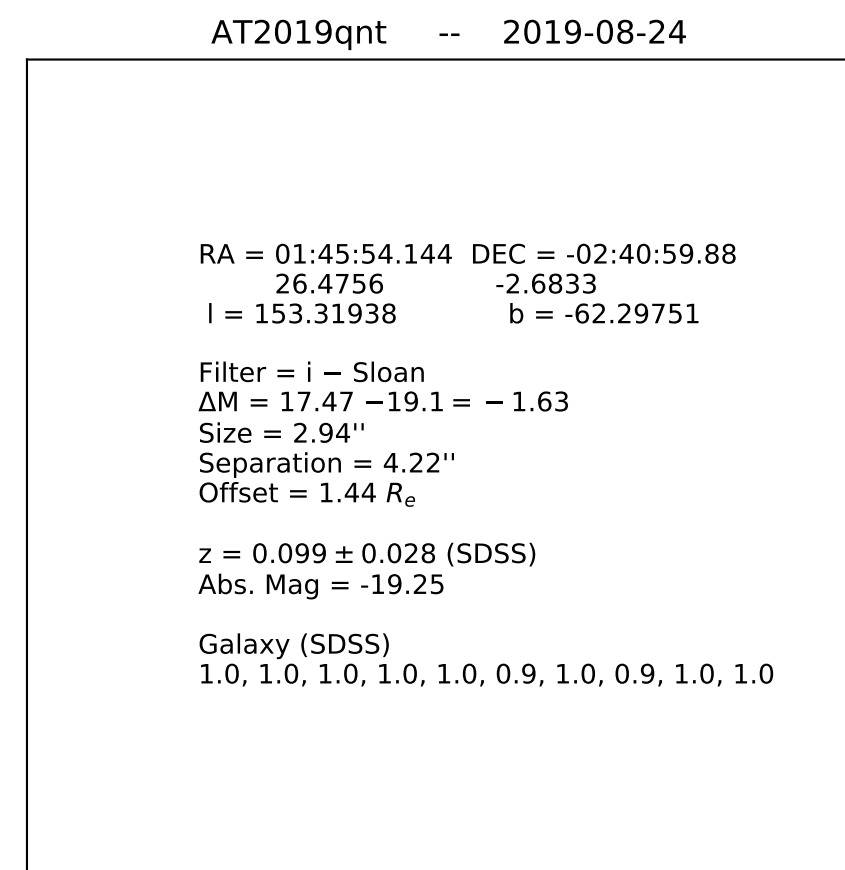 AT2019qnt -- 2019-08-24
RA = 01:45:54.144 DEC = -02:40:59.88
26.4756 -2.6833
l = 153.31938 b = -62.29751
Filter = i − Sloan
ΔM = 17.47 −19.1 = − 1.63
Size = 2.94''
Separation = 4.22''
Offset = 1.44 Rₑ
z = 0.099 ± 0.028 (SDSS)
Abs. Mag = -19.25
Galaxy (SDSS)
1.0, 1.0, 1.0, 1.0, 1.0, 0.9, 1.0, 0.9, 1.0, 1.0